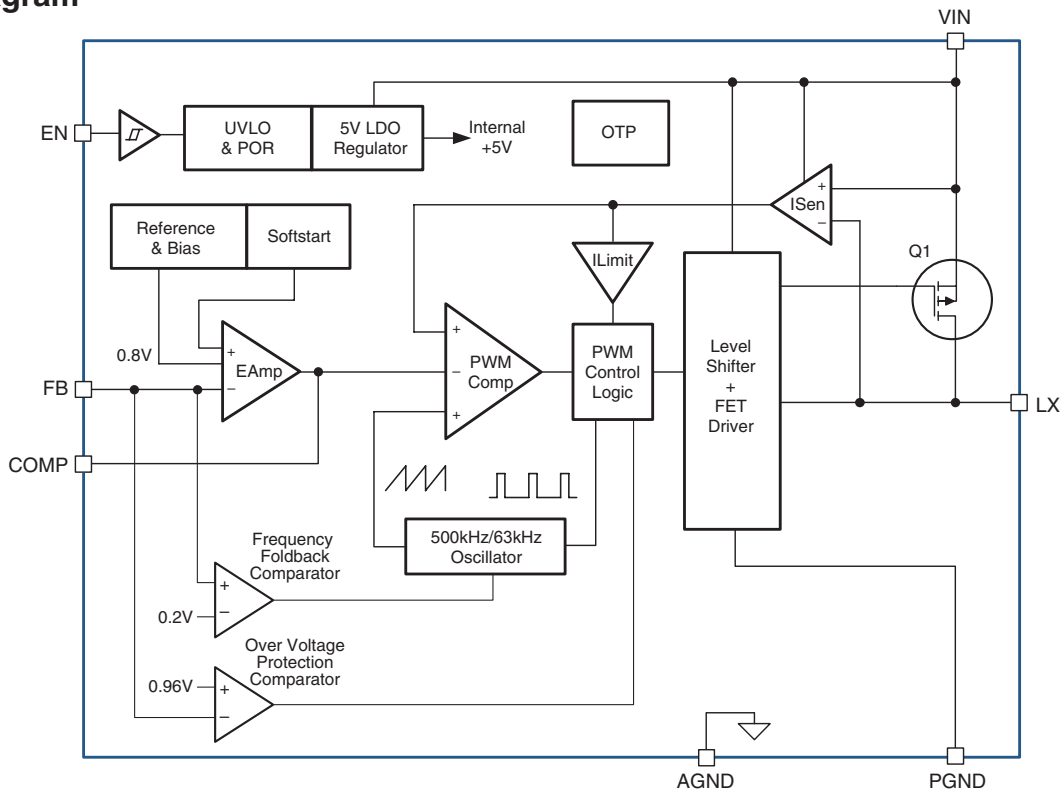 VIN
EN
UVLO
& POR
5V LDO
Regulator
Internal
+5V
OTP
Reference
& Bias
Softstart
ISen
+
–
ILimit
Q1
0.8V
+
–
EAmp
FB
COMP
+
–
+
PWM
Comp
PWM
Control
Logic
Level
Shifter
+
FET
Driver
LX
500kHz/63kHz
Oscillator
Frequency
Foldback
Comparator
+
–
0.2V
Over Voltage
Protection
Comparator
0.96V
+
–
AGND
PGND